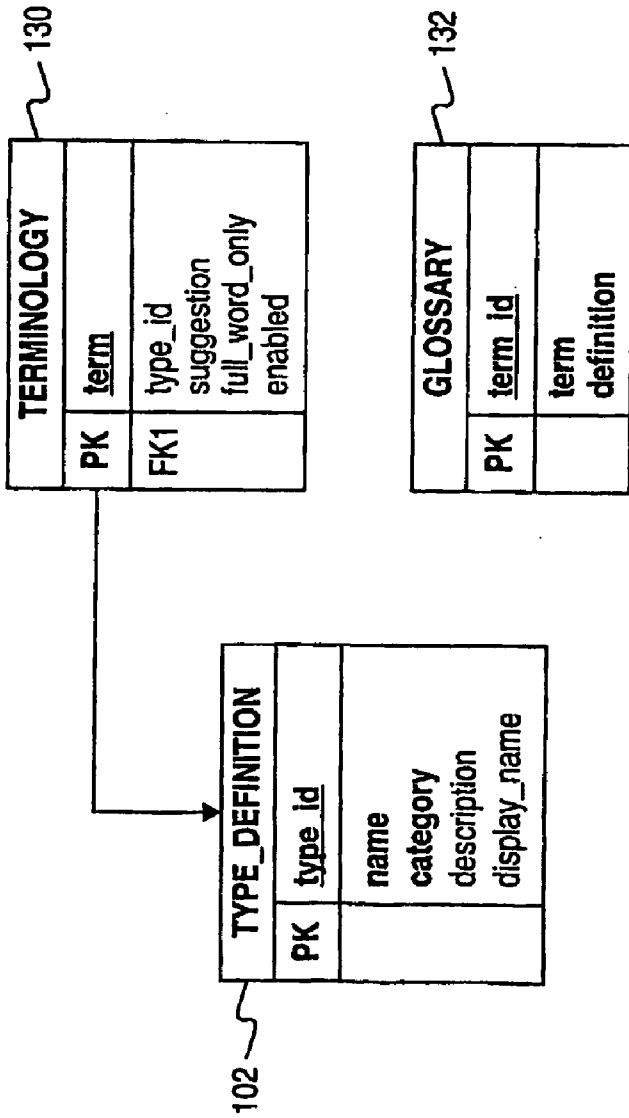 TERMINOLOGY
130
PK term
FK1 type_id
suggestion
full_word_only
enabled
TYPE_DEFINITION
102
PK type_id
name
category
description
display_name
GLOSSARY
132
PK term_id
term
definition